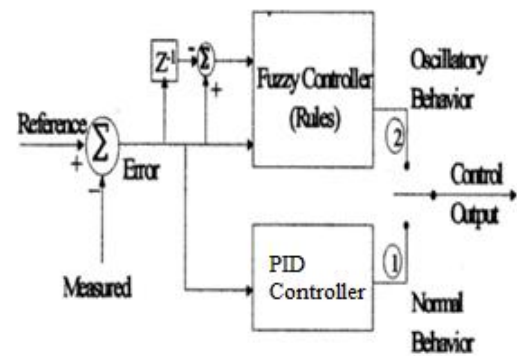 Z-1
-
Σ
+
Fuzzy Controller
(Rules)
Oscillatory
Behavior
2
Reference
+
Σ
-
Error
Measured
Control
Output
PID
Controller
1
Normal
Behavior